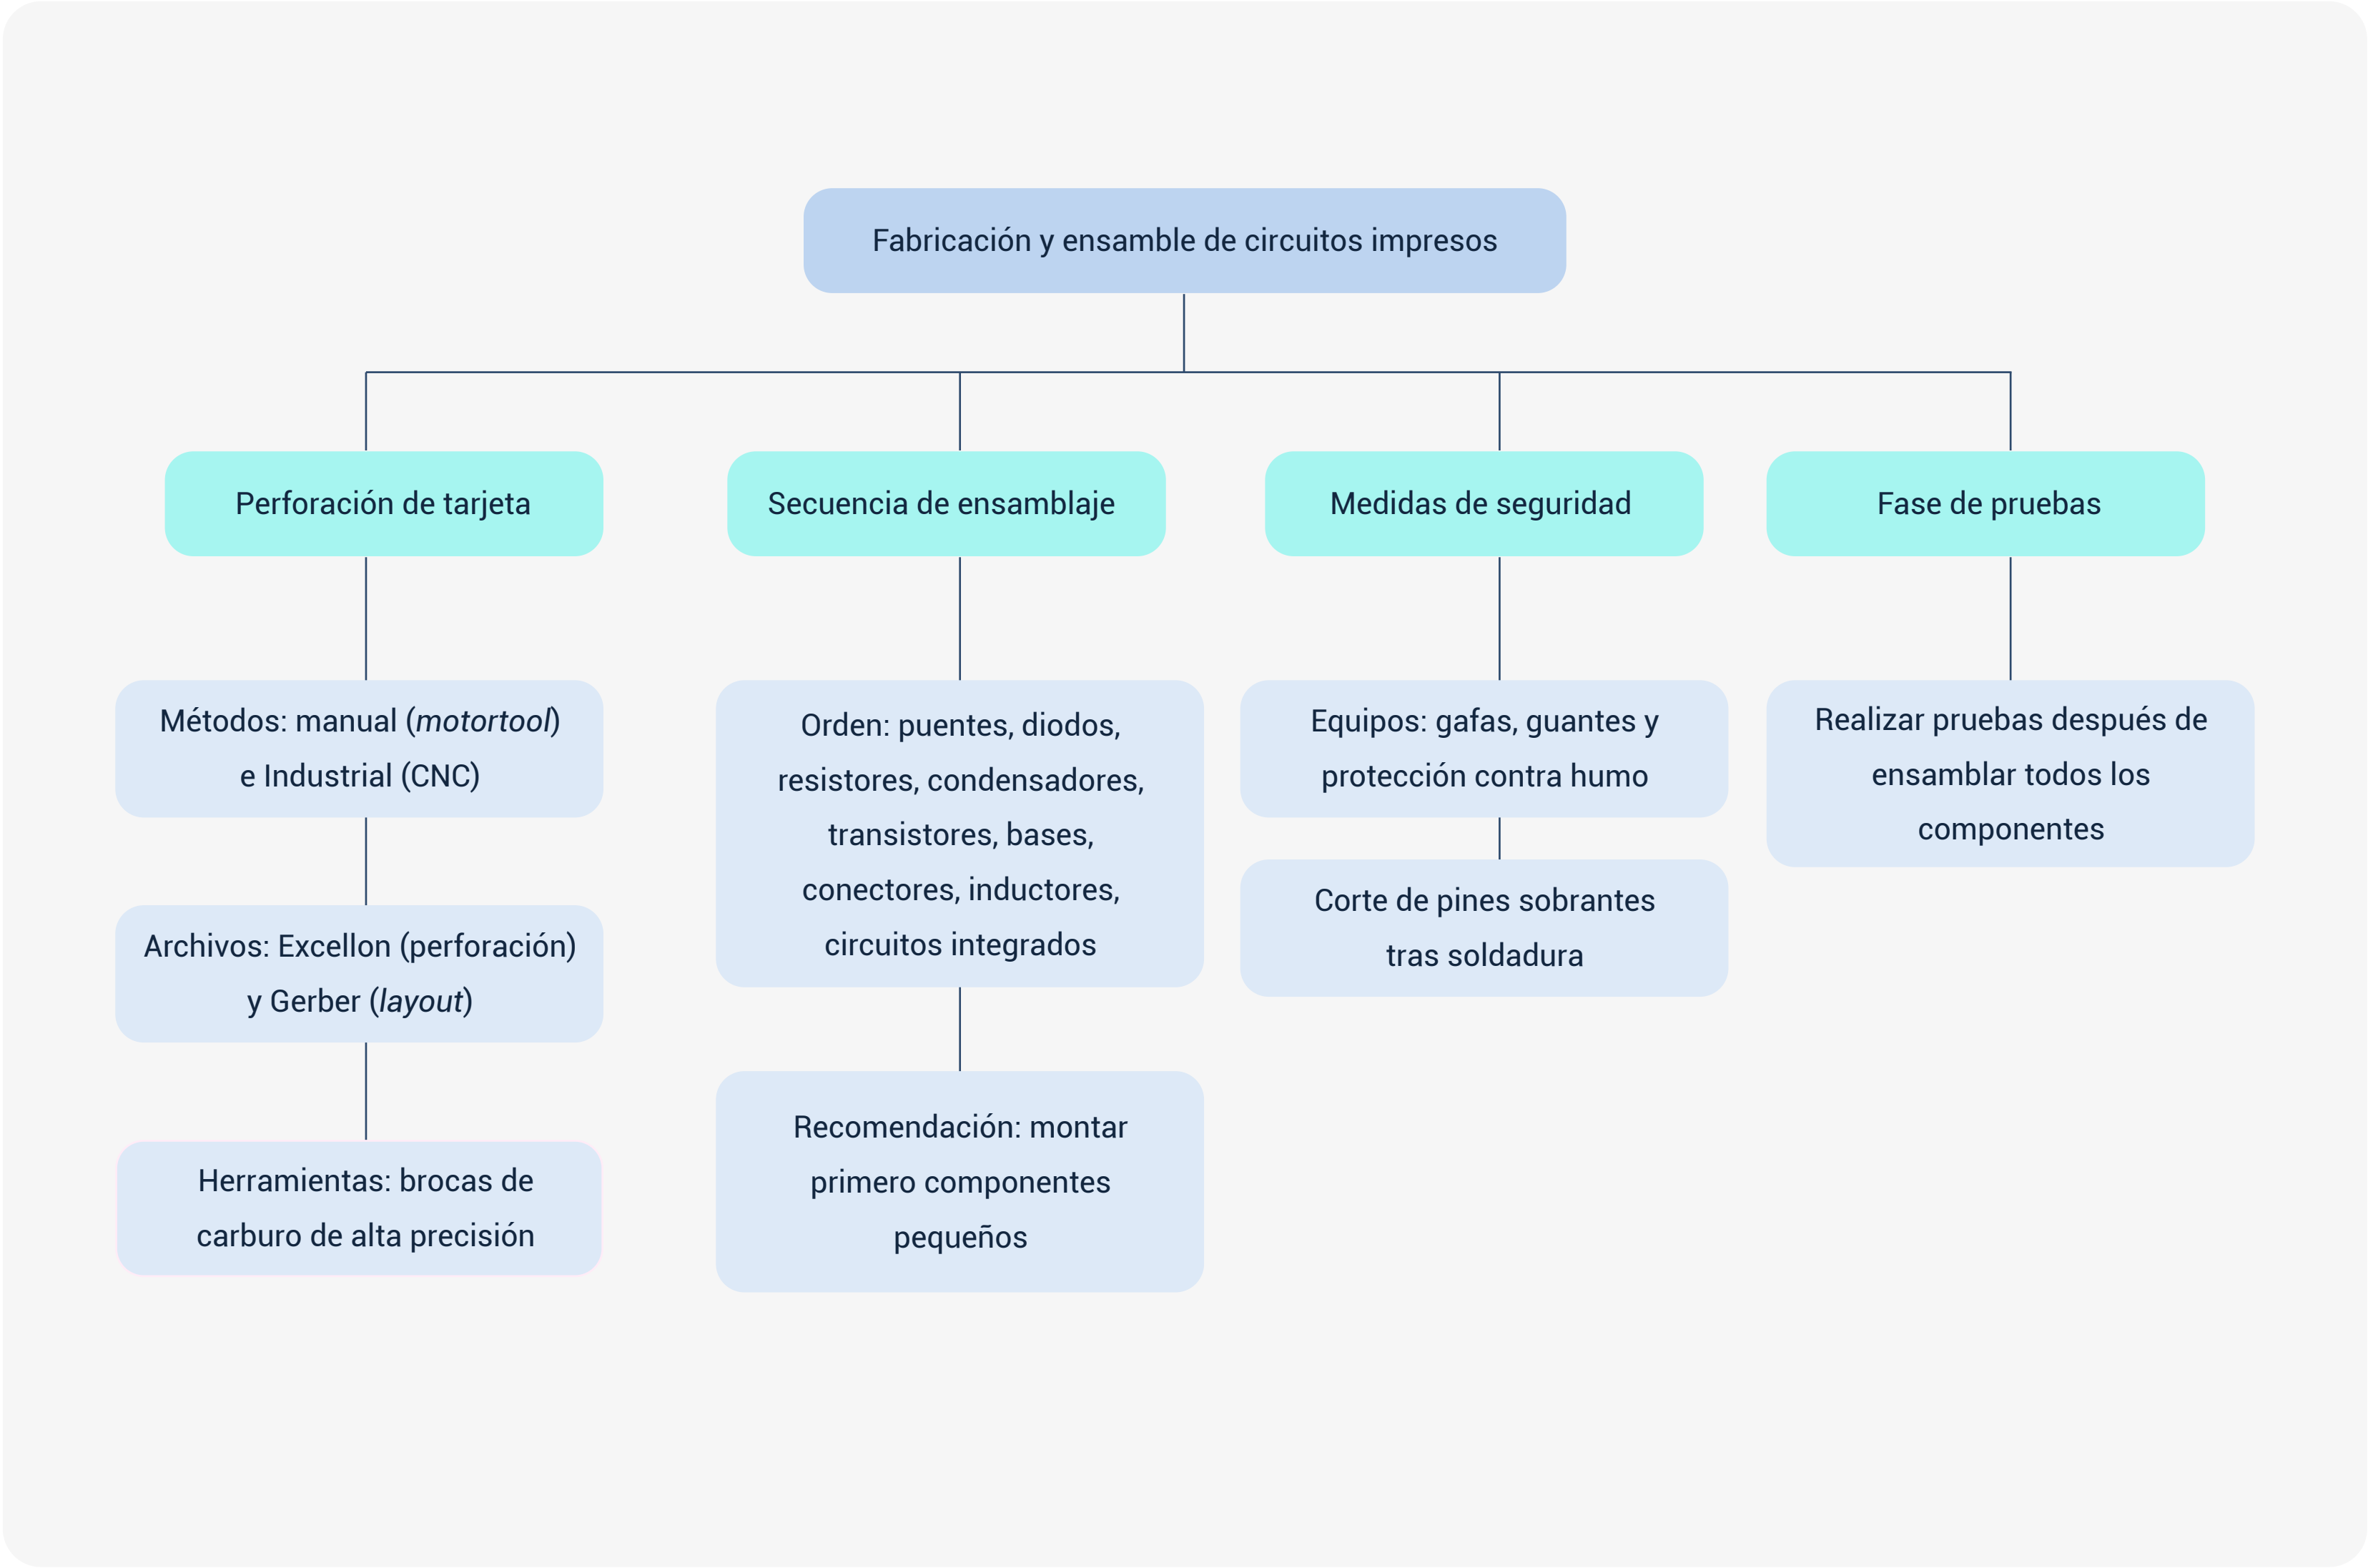 Fabricación y ensamble de circuitos impresos
Perforación de tarjeta
Métodos: manual (motortool)
e Industrial (CNC)
Archivos: Excellon (perforación)
y Gerber (layout)
Herramientas: brocas de
carburo de alta precisión
Secuencia de ensamblaje
Orden: puentes, diodos,
resistores, condensadores,
transistores, bases,
conectores, inductores,
circuitos integrados
Recomendación: montar
primero componentes
pequeños
Medidas de seguridad
Equipos: gafas, guantes y
protección contra humo
Corte de pines sobrantes
tras soldadura
Fase de pruebas
Realizar pruebas después de
ensamblar todos los
componentes